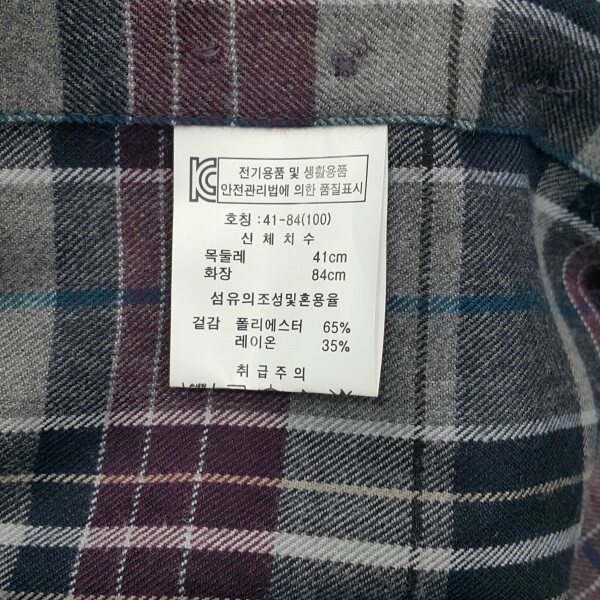 전기용품 및 생활용품
안전관리법에 의한 품질표시
호칭 : 41-84(100)
신 체 치 수
목둘레 41cm
화장 84cm
섬유의조성및혼용율
겉감 폴리에스터 65%
레이온 35%
취 급 주 의